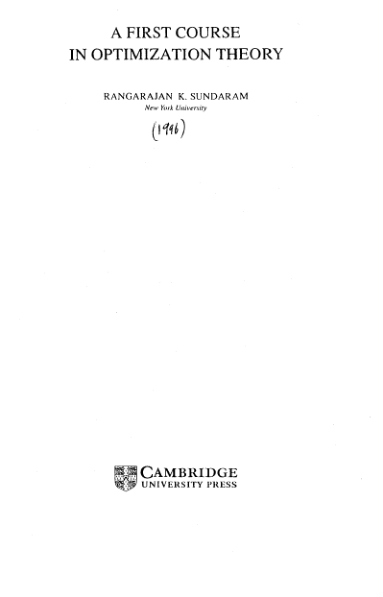 A FIRST COURSE
IN OPTIMIZATION THEORY
RANGARAJAN K. SUNDARAM
New York University
(1996)
CAMBRIDGE
UNIVERSITY PRESS